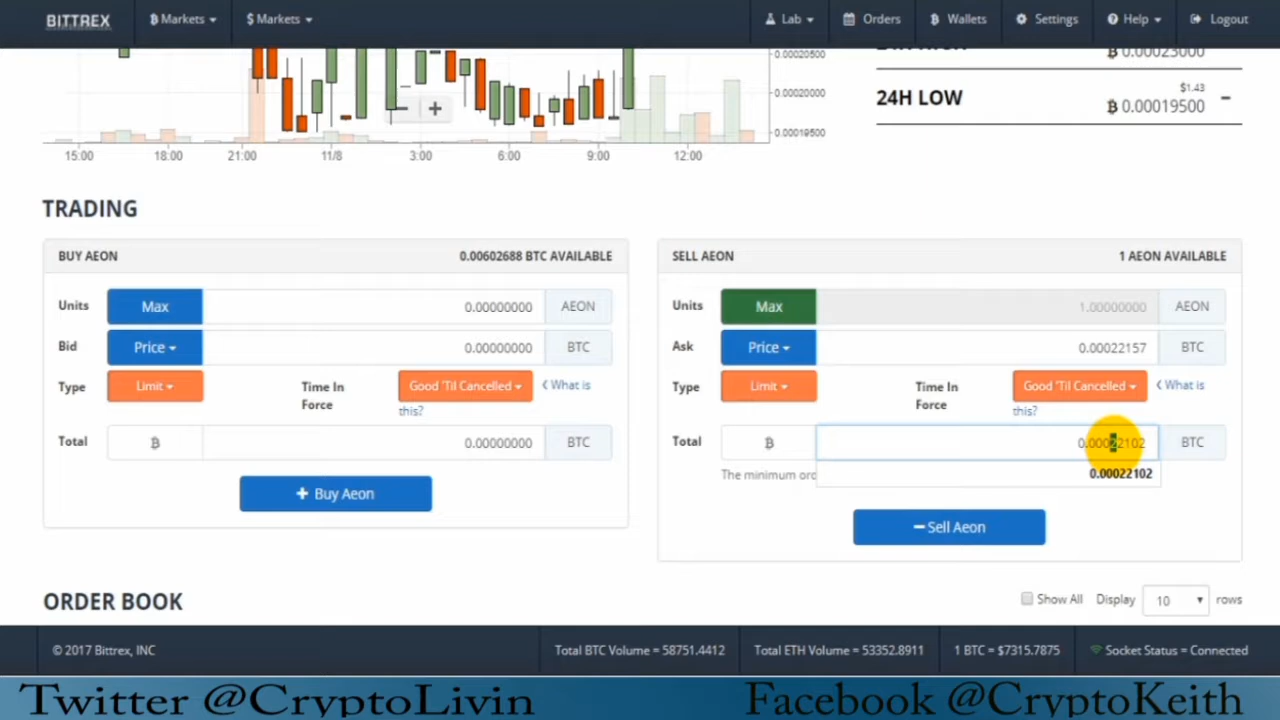 BITTREX
₿ Markets
$ Markets
Lab
Orders
₿ Wallets
Settings
Help
Logout
₿ 0.00023000
0.00020500
0.00020000
0.00019500
24H LOW
$1.43
₿ 0.00019500
15:00 18:00 21:00 11/8 3:00 6:00 9:00 12:00
TRADING
BUY AEON
0.00602688 BTC AVAILABLE
Units
Max
0.00000000
AEON
Bid
Price
0.00000000
BTC
Type
Limit
Time In
Force
Good 'Til Cancelled
What is
this?
Total
₿
0.00000000
BTC
+ Buy Aeon
SELL AEON
1 AEON AVAILABLE
Units
Max
1.00000000
AEON
Ask
Price
0.00022157
BTC
Type
Limit
Time In
Force
Good 'Til Cancelled
What is
this?
Total
₿
0.00022102
BTC
The minimum ord
0.00022102
− Sell Aeon
ORDER BOOK
Show All
Display
10
rows
© 2017 Bittrex, INC
Total BTC Volume = 58751.4412
Total ETH Volume = 53352.8911
1 BTC = $7315.7875
Socket Status = Connected
Twitter @CryptoLivin
Facebook @CryptoKeith